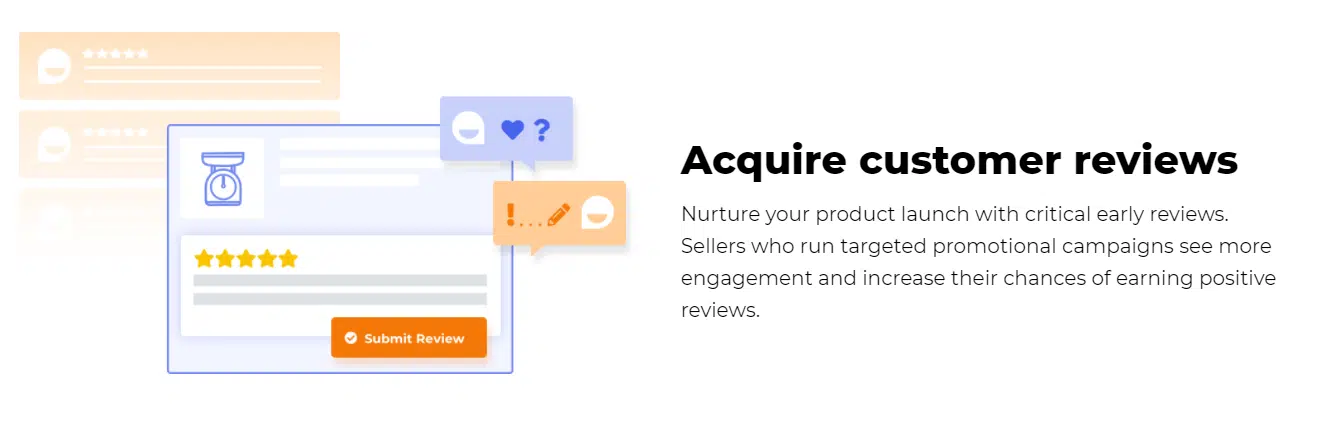 Acquire customer reviews
Nurture your product launch with critical early reviews.
Sellers who run targeted promotional campaigns see more
engagement and increase their chances of earning positive
reviews.
?
!...
Submit Review